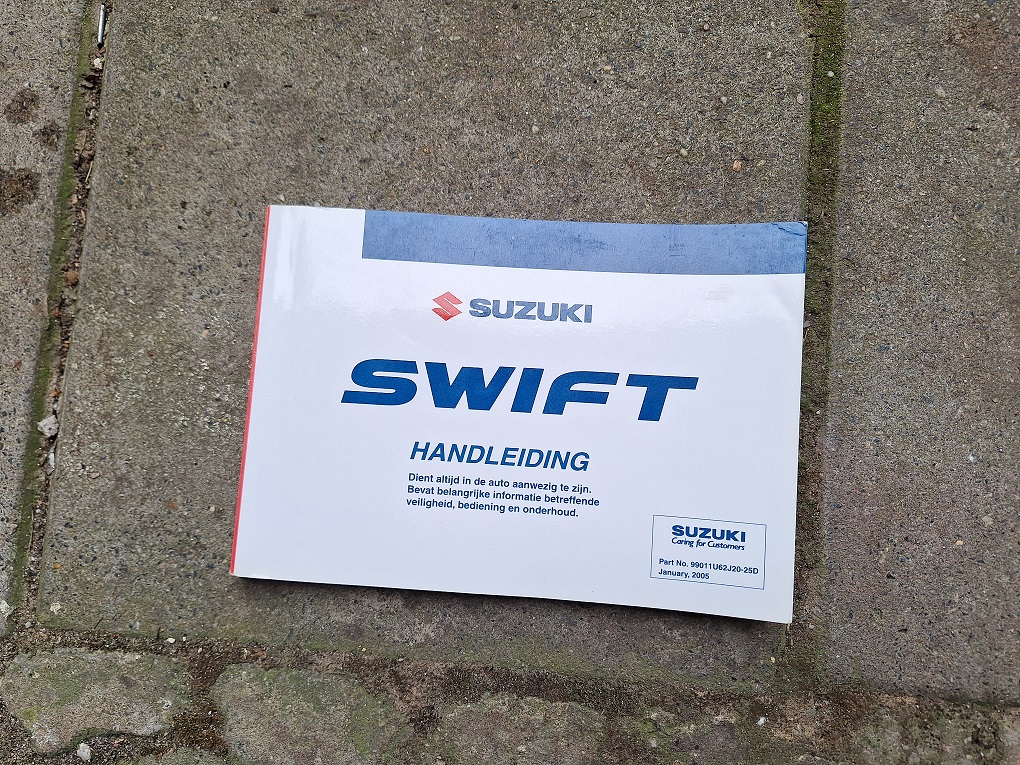 SUZUKI
SWIFT
HANDLEIDING
Dient altijd in de auto aanwezig te zijn.
Bevat belangrijke informatie betreffende
veiligheid, bediening en onderhoud.
SUZUKI
Caring for Customers
Part No. 99011U62J20-25D
January, 2005